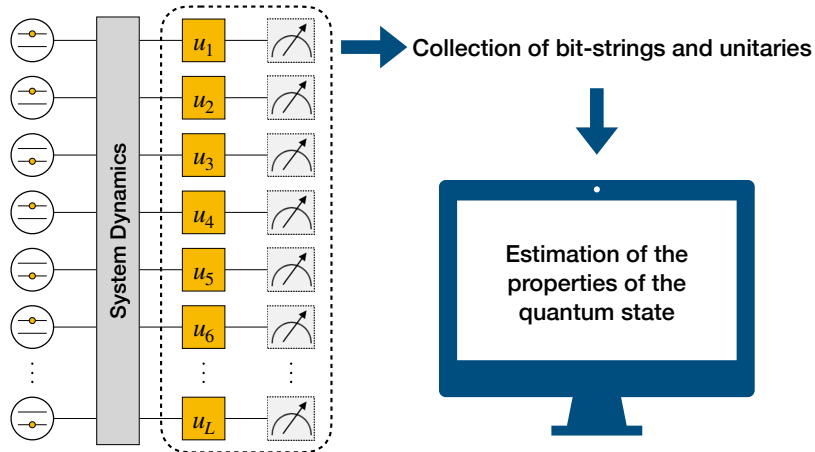 System Dynamics
u1
u2
u3
u4
u5
u6
uL
Collection of bit-strings and unitaries
Estimation of the
properties of the
quantum state